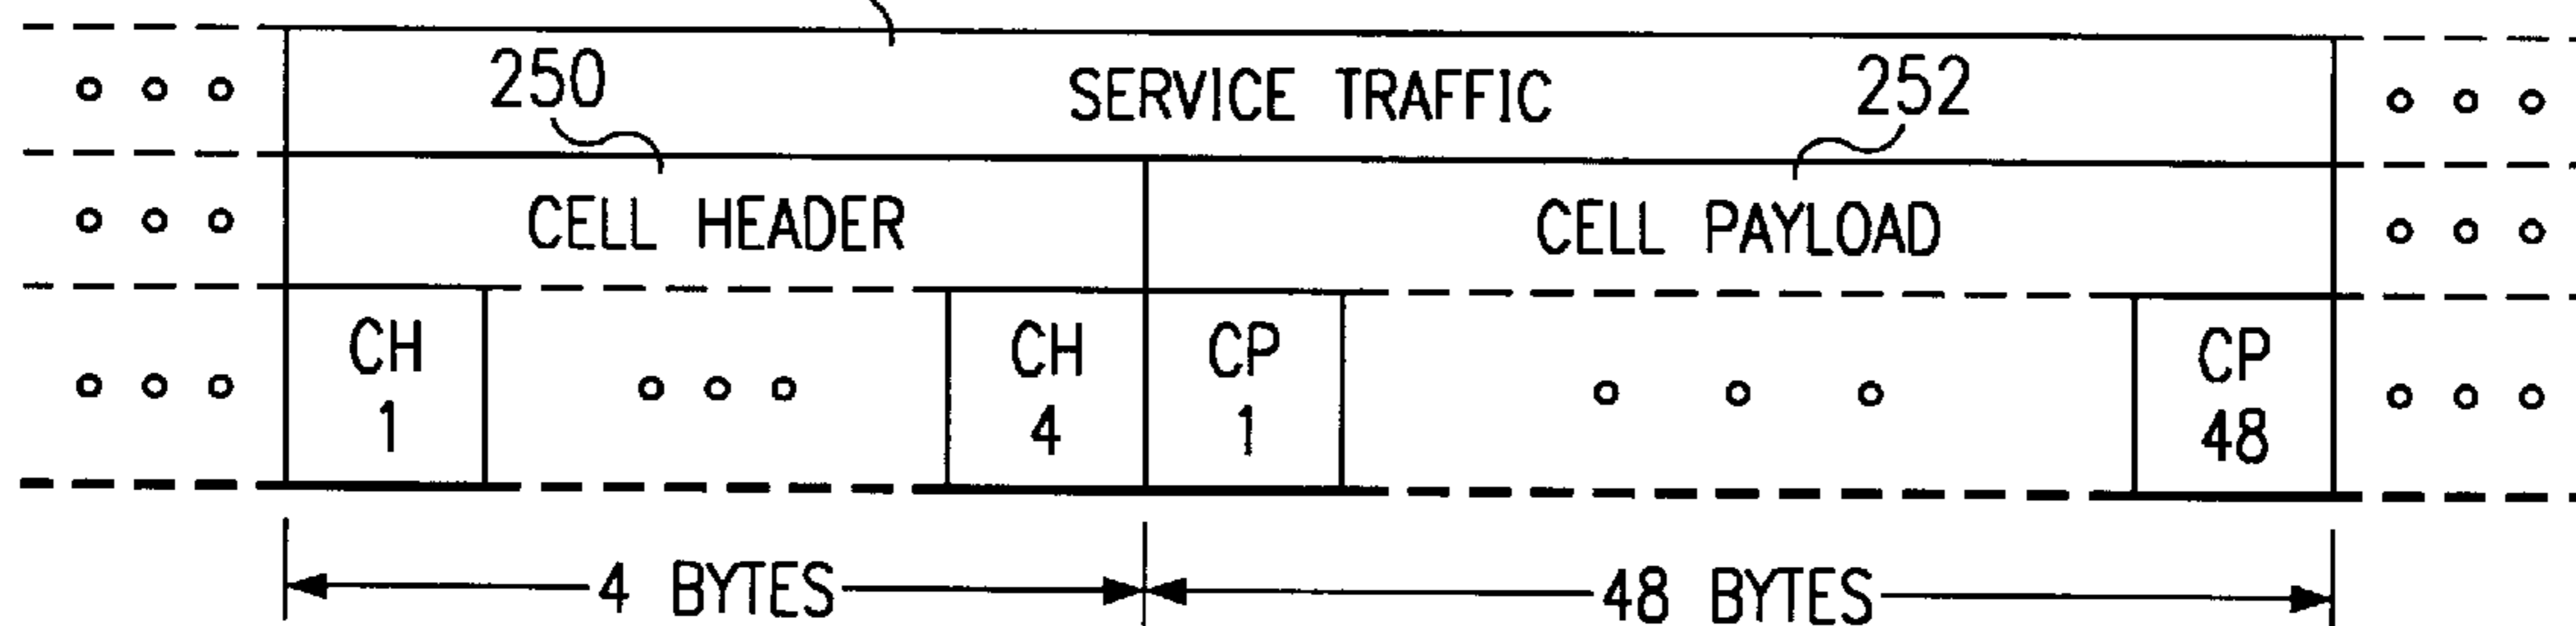 250
SERVICE TRAFFIC
252
CELL HEADER
CELL PAYLOAD
CH
1
CH
4
CP
1
CP
48
4 BYTES
48 BYTES